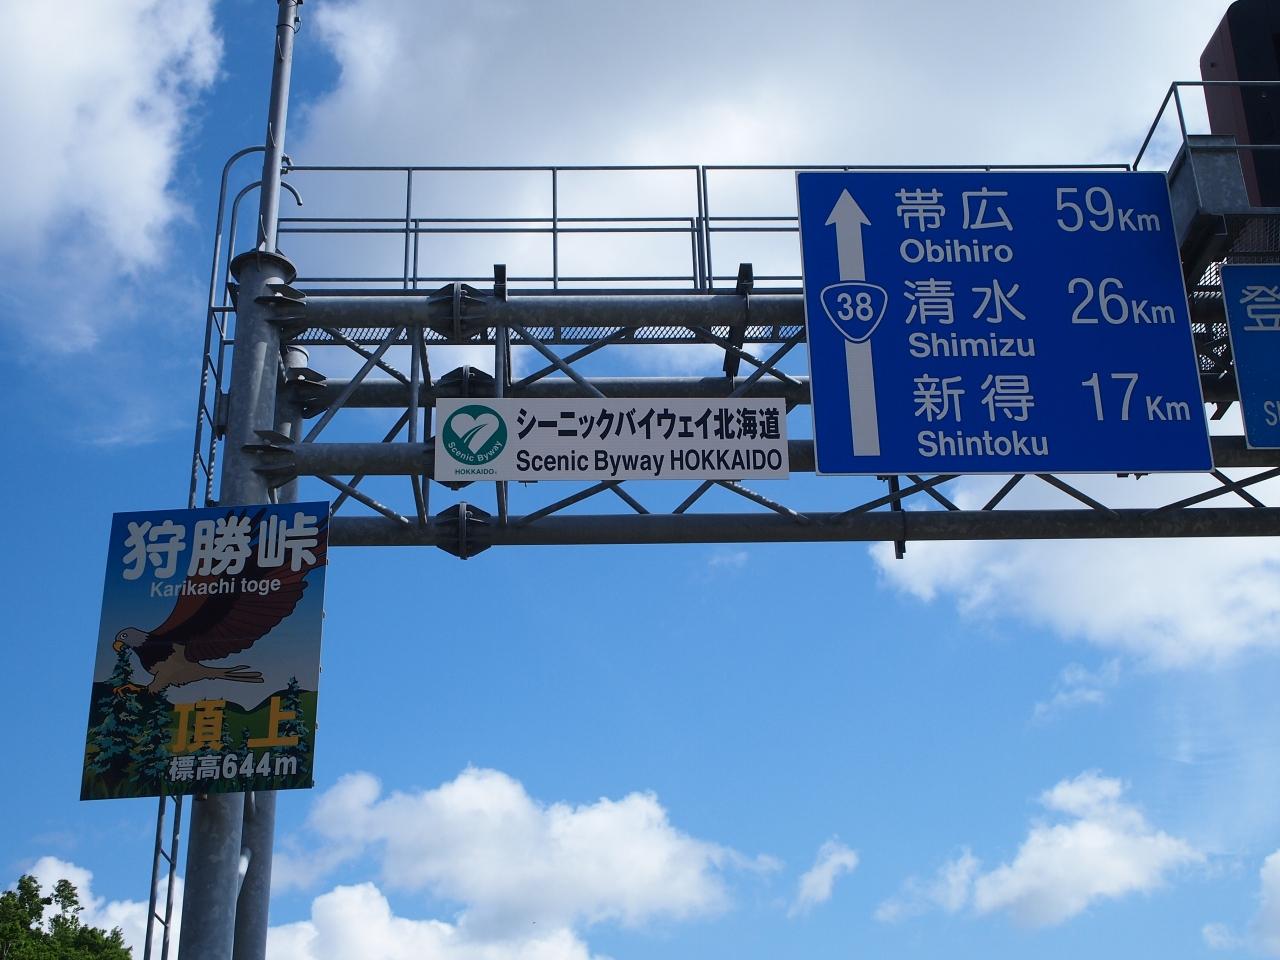 帯広 59Km
Obihiro
38
清水 26Km
Shimizu
新得 17Km
Shintoku
シーニックバイウェイ北海道
Scenic Byway HOKKAIDO
Scenic Byway
HOKKAIDO
狩勝峠
Karikachi toge
頂上
標高644m
登